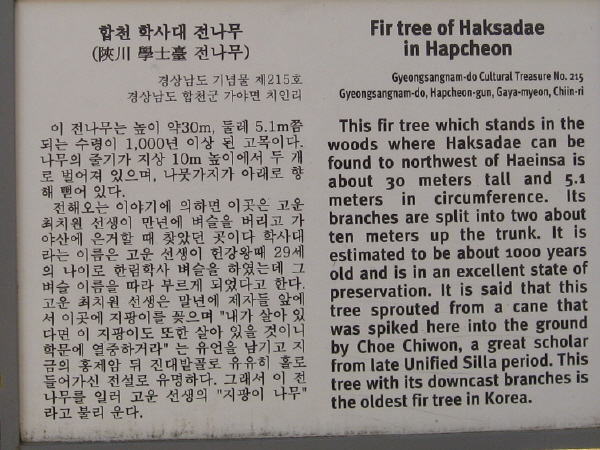 합천 학사대 전나무
(陜川 學士臺 전나무)
경상남도 기념물 제215호
경상남도 합천군 가야면 치인리
이 전나무는 높이 약30m, 둘레 5.1m쯤
되는 수령이 1,000년 이상 된 고목이다.
나무의 줄기가 지상 10m 높이에서 두 개
로 벌어져 있으며, 나뭇가지가 아래로 향
해 뻗어 있다.
전해오는 이야기에 의하면 이곳은 고운
최치원 선생이 만년에 벼슬을 버리고 가
야산에 은거할 때 찾았던 곳이다 학사대
라는 이름은 고운 선생이 헌강왕때 29세
의 나이로 한림학사 벼슬을 하였는데 그
벼슬 이름을 따라 부르게 되었다고 한다.
고운 최치원 선생은 말년에 제자들 앞에
서 이곳에 지팡이를 꽂으며 "내가 살아 있
다면 이 지팡이도 또한 살아 있을 것이니
학문에 열중하거라" 는 유언을 남기고 지
금의 홍제암 뒤 진대밭골로 유유히 홀로
들어가신 전설로 유명하다. 그래서 이 전
나무를 일러 고운 선생의 "지팡이 나무"
라고 불리 운다.
Fir tree of Haksadae
in Hapcheon
Gyeongsangnam-do Cultural Treasure No. 215
Gyeongsangnam-do, Hapcheon-gun, Gaya-myeon, Chiin-ri
This fir tree which stands in the
woods where Haksadae can be
found to northwest of Haeinsa is
about 30 meters tall and 5.1
meters in circumference. Its
branches are split into two about
ten meters up the trunk. It is
estimated to be about 1000 years
old and is in an excellent state of
preservation. It is said that this
tree sprouted from a cane that
was spiked here into the ground
by Choe Chiwon, a great scholar
from late Unified Silla period. This
tree with its downcast branches is
the oldest fir tree in Korea.